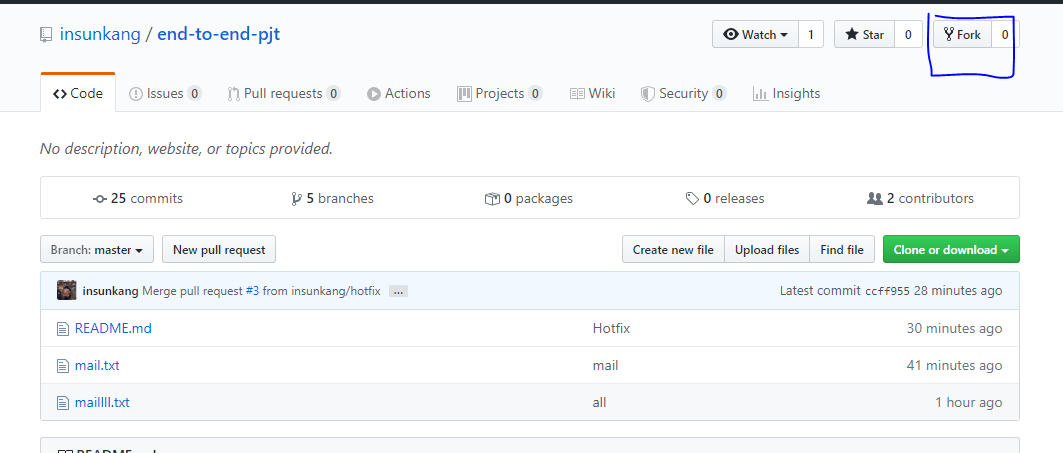 insunkang / end-to-end-pjt
Watch 1 Star 0 Fork 0
Code Issues 0 Pull requests 0 Actions Projects 0 Wiki Security 0 Insights
No description, website, or topics provided.
25 commits 5 branches 0 packages 0 releases 2 contributors
Branch: master New pull request Create new file Upload files Find file Clone or download
insunkang Merge pull request #3 from insunkang/hotfix ... Latest commit ccff955 28 minutes ago
README.md Hotfix 30 minutes ago
mail.txt mail 41 minutes ago
maillll.txt all 1 hour ago